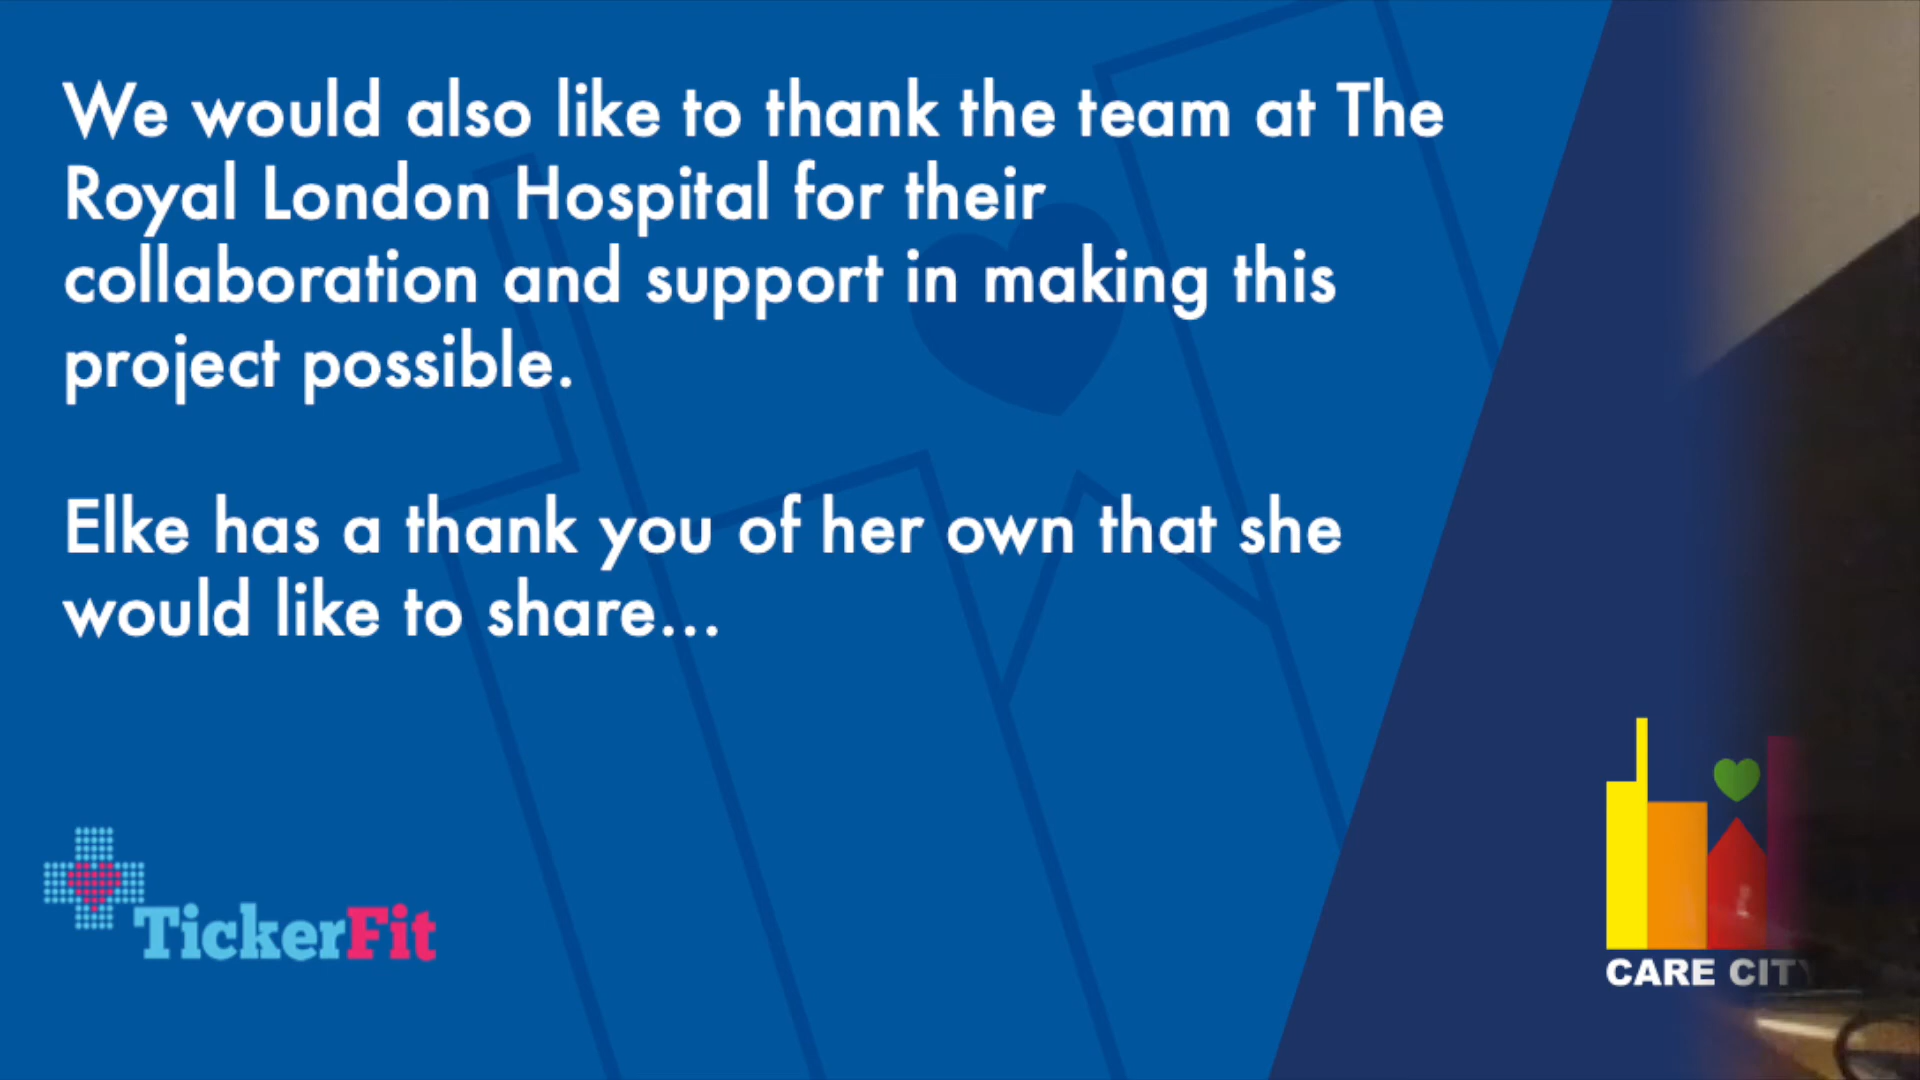 We would also like to thank the team at The
Royal London Hospital for their
collaboration and support in making this
project possible.
Elke has a thank you of her own that she
would like to share...
TickerFit
CARE CITY